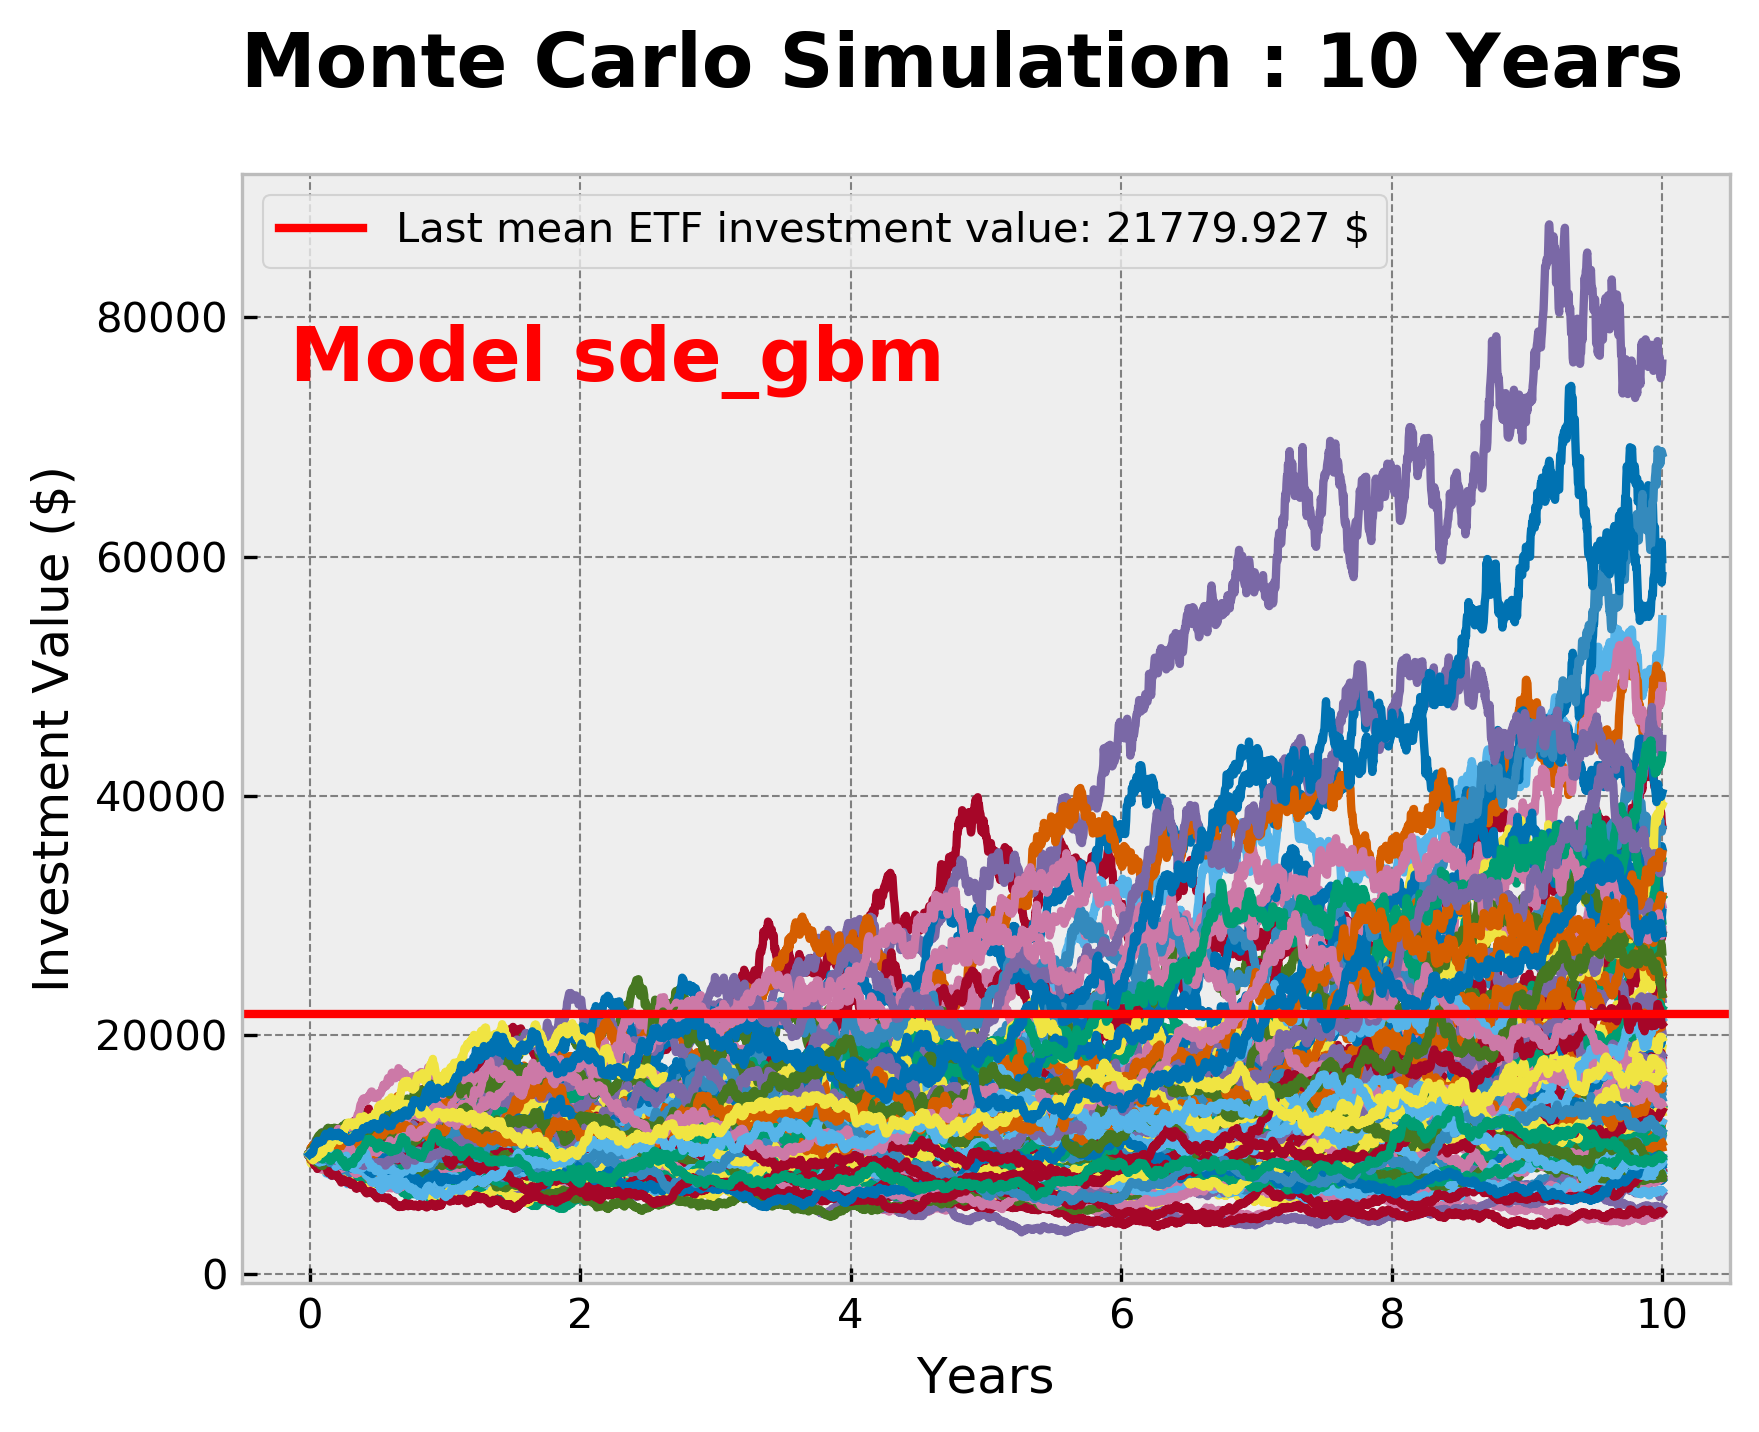 Monte Carlo Simulation : 10 Years
Last mean ETF investment value: 21779.927 $
Model sde_gbm
Investment Value ($)
80000
60000
40000
20000
0
0 2 4 6 8 10
Years